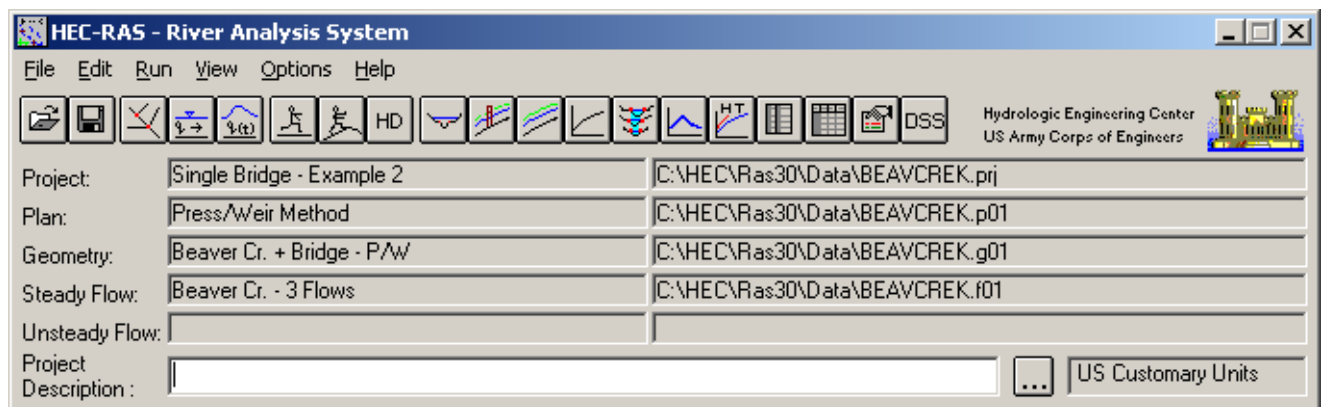 HEC-RAS - River Analysis System
File Edit Run View Options Help
HD HT DSS
Hydrologic Engineering Center
US Army Corps of Engineers
Project: Single Bridge - Example 2 C:\HEC\Ras30\Data\BEAVCREK.prj
Plan: Press/Weir Method C:\HEC\Ras30\Data\BEAVCREK.p01
Geometry: Beaver Cr. + Bridge - P/W C:\HEC\Ras30\Data\BEAVCREK.g01
Steady Flow: Beaver Cr. - 3 Flows C:\HEC\Ras30\Data\BEAVCREK.f01
Unsteady Flow:
Project
Description : ... US Customary Units